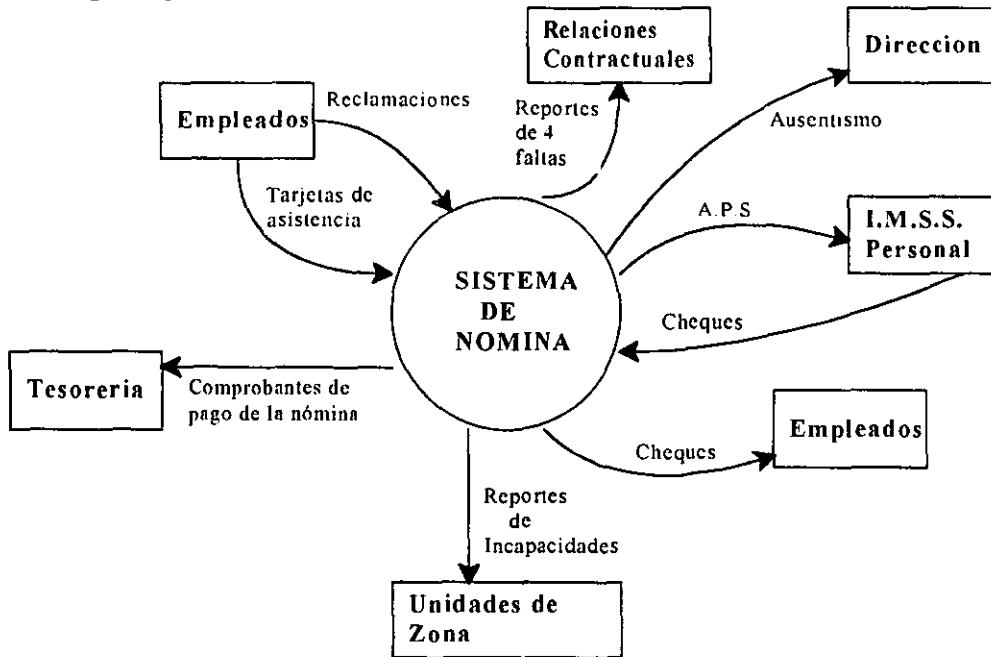 Relaciones
Contractuales
Direccion
Empleados
Reclamaciones
Reportes
de 4
faltas
Ausentismo
Tarjetas de
asistencia
A.P.S
I.M.S.S.
Personal
SISTEMA
DE
NOMINA
Cheques
Tesoreria
Comprobantes de
pago de la nómina
Empleados
Cheques
Reportes
de
Incapacidades
Unidades de
Zona